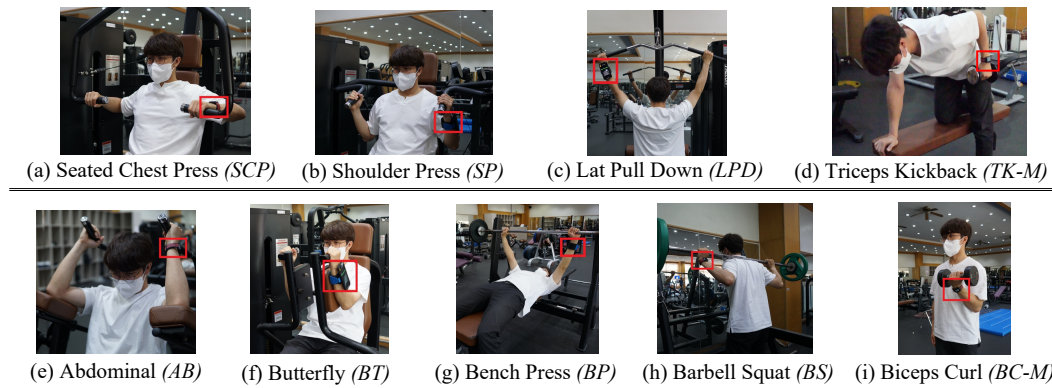 (a) Seated Chest Press (SCP)
(b) Shoulder Press (SP)
(c) Lat Pull Down (LPD)
(d) Triceps Kickback (TK-M)
(e) Abdominal (AB)
(f) Butterfly (BT)
(g) Bench Press (BP)
(h) Barbell Squat (BS)
(i) Biceps Curl (BC-M)